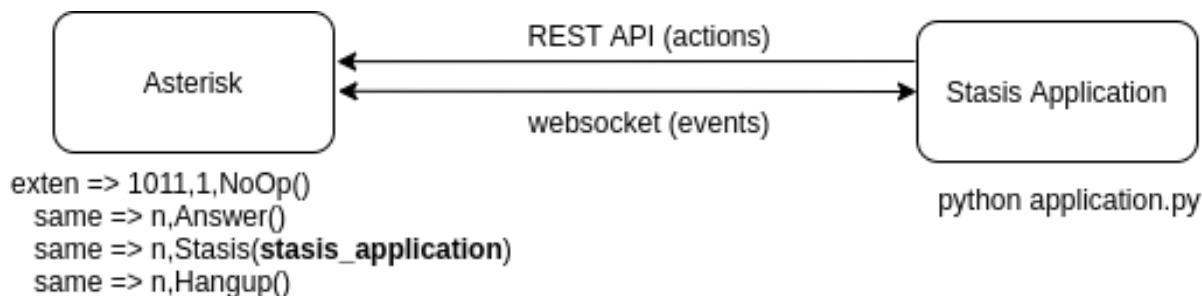 REST API (actions)
Asterisk
Stasis Application
websocket (events)
exten => 1011,1,NoOp()
same => n,Answer()
same => n,Stasis(stasis_application)
same => n,Hangup()
python application.py